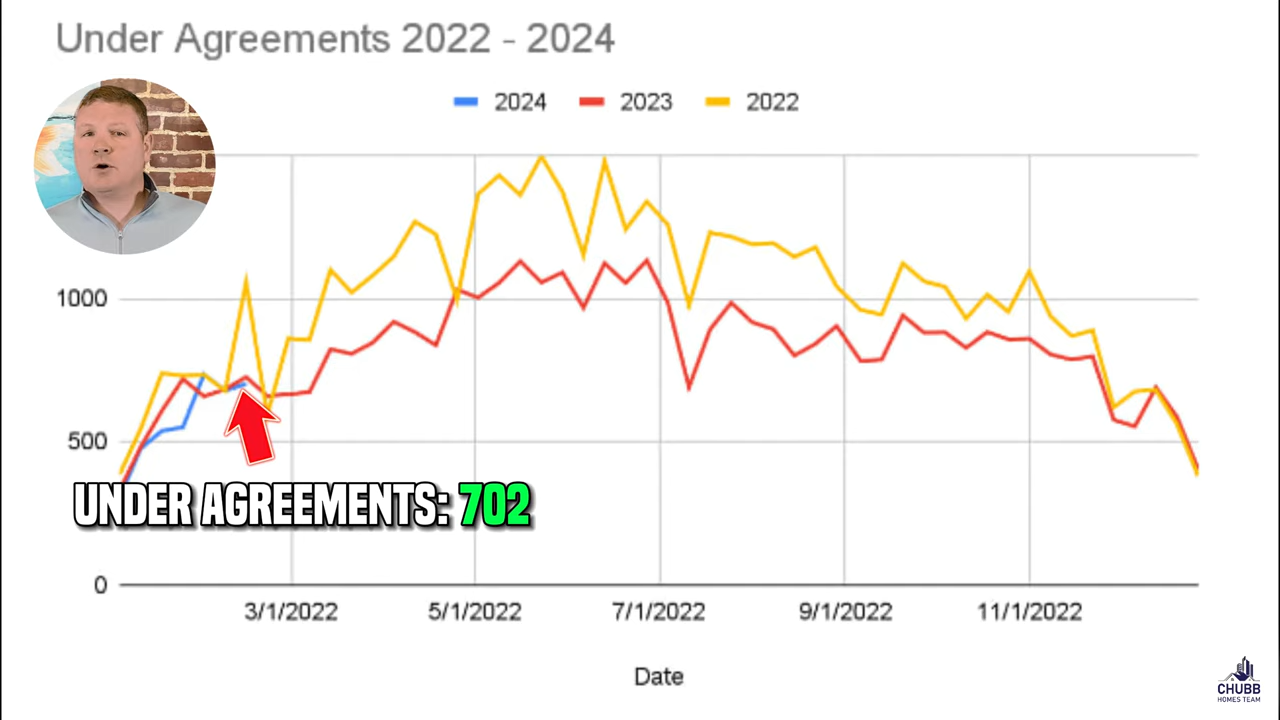 Under Agreements 2022 - 2024
2024 2023 2022
1000
500
UNDER AGREEMENTS: 702
0
3/1/2022 5/1/2022 7/1/2022 9/1/2022 11/1/2022
Date
CHUBB
HOMES TEAM